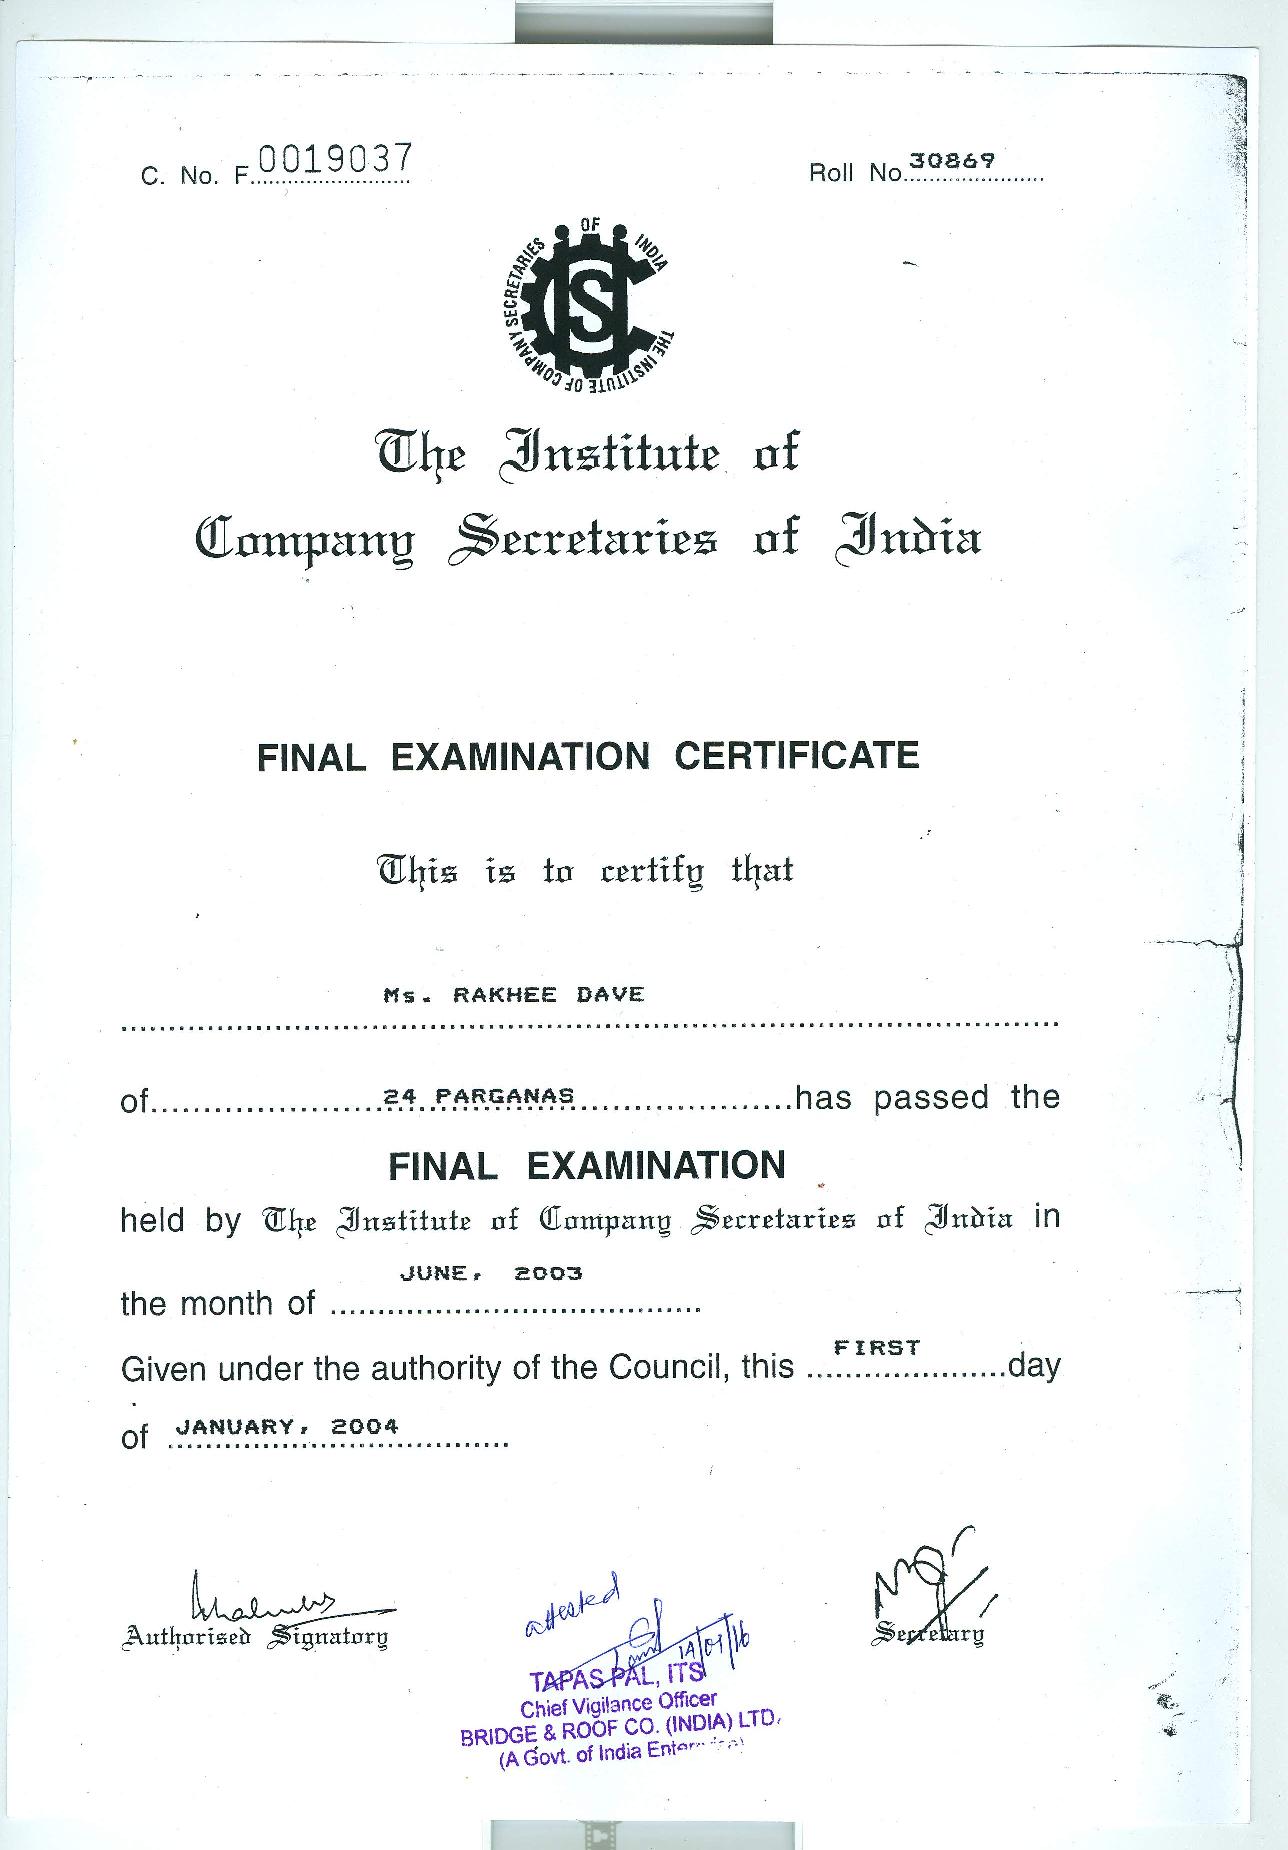 C. No. F.0019037
Roll No. 30869
THE INSTITUTE OF COMPANY SECRETARIES OF INDIA
ICSI
The Institute of
Company Secretaries of India
FINAL EXAMINATION CERTIFICATE
This is to certify that
Ms. RAKHEE DAVE
of 24 PARGANAS has passed the
FINAL EXAMINATION
held by The Institute of Company Secretaries of India in
the month of JUNE, 2003
Given under the authority of the Council, this FIRST day
of JANUARY, 2004
Authorised Signatory
Secretary
attested
TAPAS PAL, ITS
Chief Vigilance Officer
BRIDGE & ROOF CO. (INDIA) LTD.
(A Govt. of India